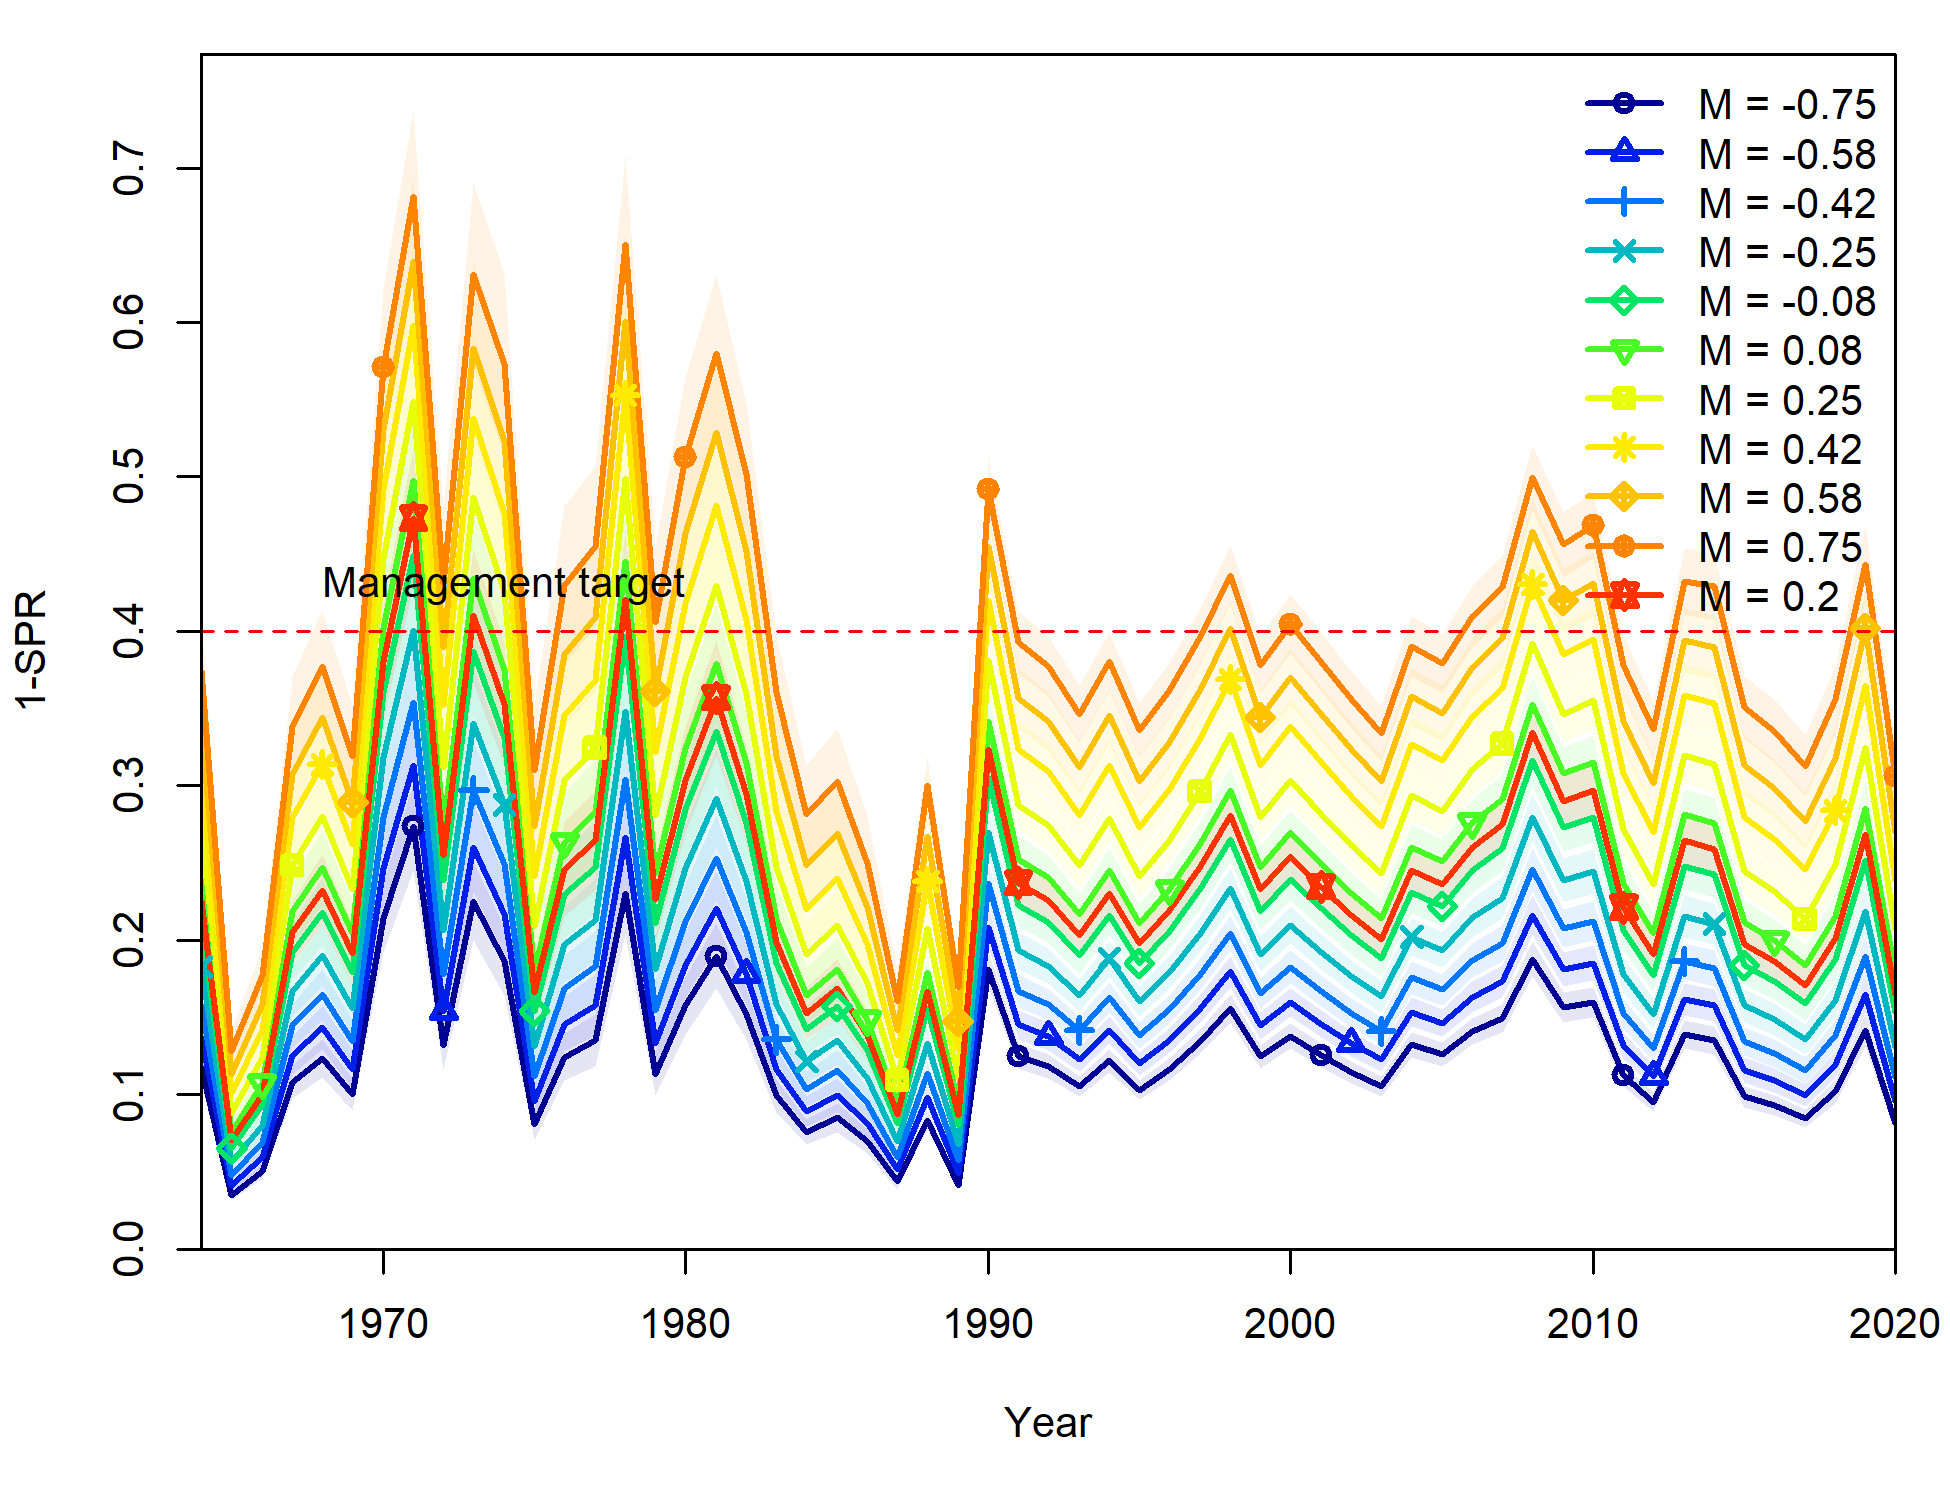 M = -0.75
M = -0.58
M = -0.42
M = -0.25
M = -0.08
M = 0.08
M = 0.25
M = 0.42
M = 0.58
M = 0.75
M = 0.2
Management target
1-SPR
0.7
0.6
0.5
0.4
0.3
0.2
0.1
0.0
1970 1980 1990 2000 2010 2020
Year